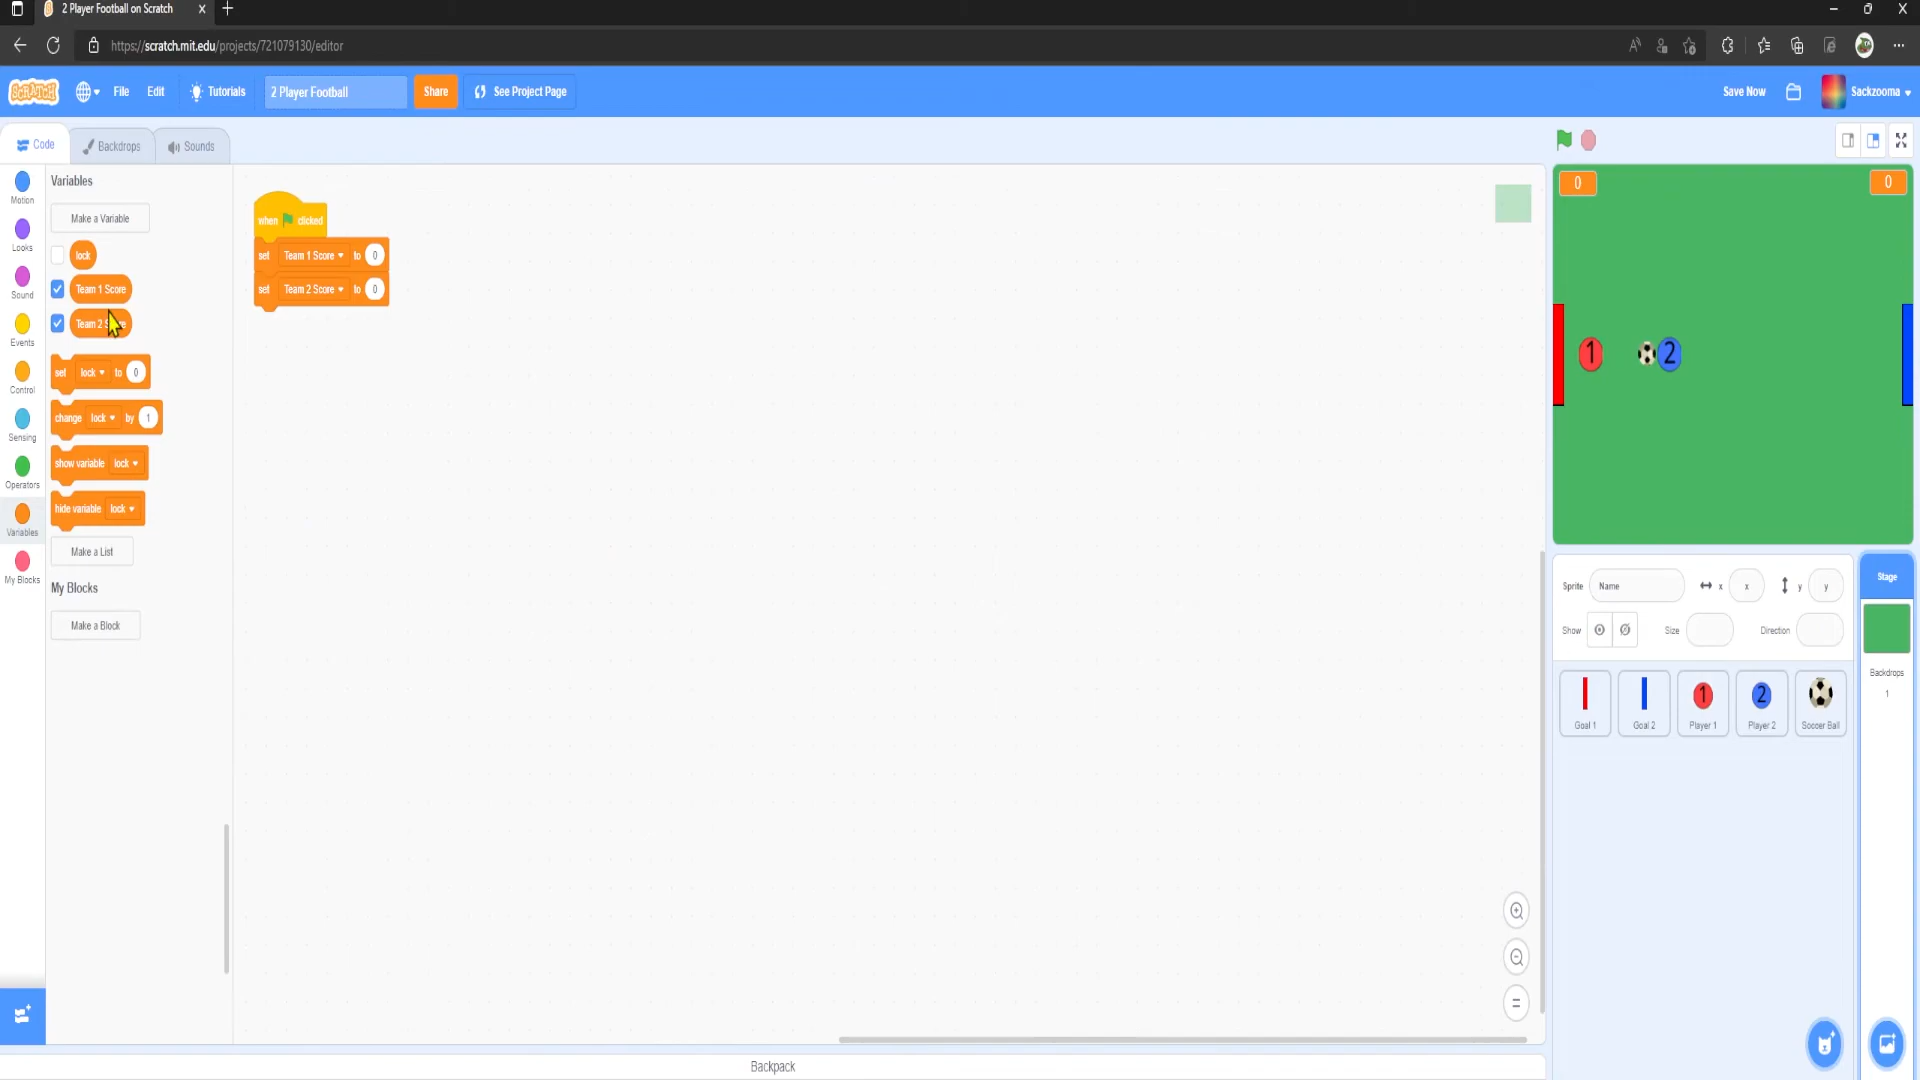 2 Player Football on Scratch
https://scratch.mit.edu/projects/721079130/editor
SCRATCH
File
Edit
Tutorials
2 Player Football
Share
See Project Page
Save Now
Sackzooma
Code
Backdrops
Sounds
Motion
Looks
Sound
Events
Control
Sensing
Operators
Variables
My Blocks
Variables
Make a Variable
lock
Team 1 Score
Team 2
set lock to 0
change lock by 1
show variable lock
hide variable lock
Make a List
My Blocks
Make a Block
when clicked
set Team 1 Score to 0
set Team 2 Score to 0
0
0
1
2
Sprite Name x x y y
Show Size Direction
Goal 1
Goal 2
1
Player 1
2
Player 2
Soccer Ball
Stage
Backdrops
1
Backpack